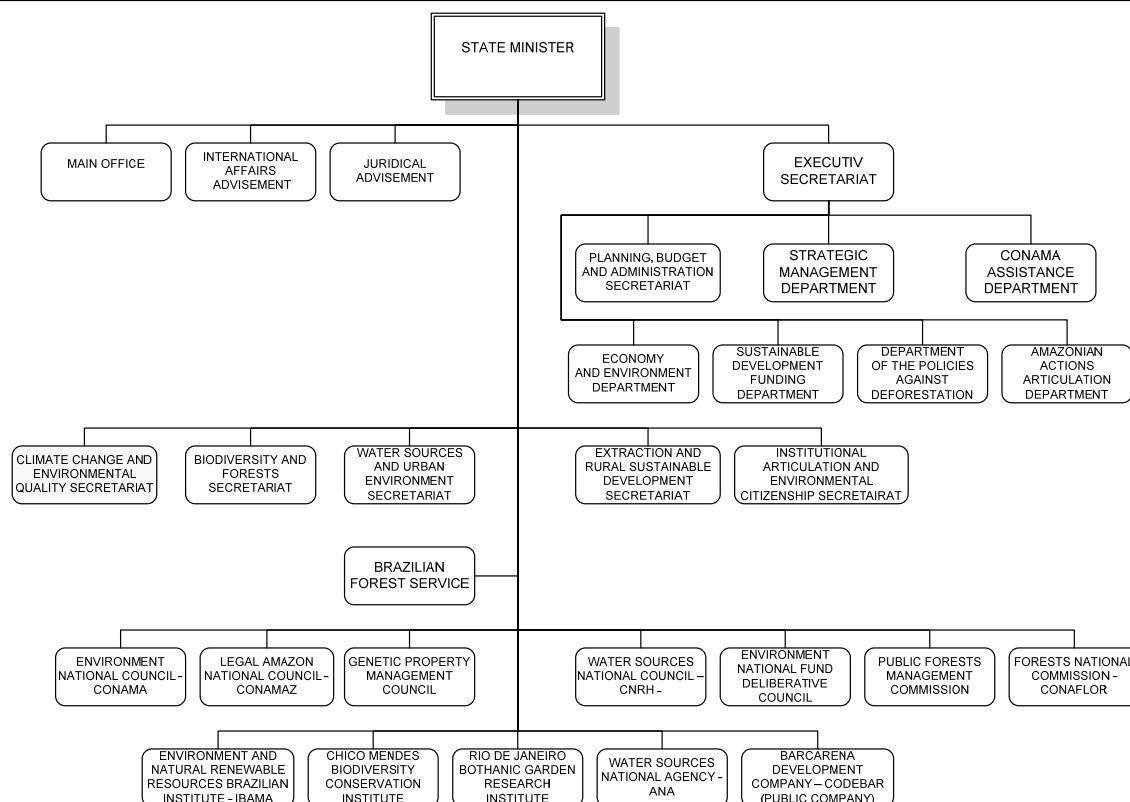 STATE MINISTER
MAIN OFFICE
INTERNATIONAL
AFFAIRS
ADVISEMENT
JURIDICAL
ADVISEMENT
EXECUTIV
SECRETARIAT
PLANNING, BUDGET
AND ADMINISTRATION
SECRETARIAT
STRATEGIC
MANAGEMENT
DEPARTMENT
CONAMA
ASSISTANCE
DEPARTMENT
ECONOMY
AND ENVIRONMENT
DEPARTMENT
SUSTAINABLE
DEVELOPMENT
FUNDING
DEPARTMENT
DEPARTMENT
OF THE POLICIES
AGAINST
DEFORESTATION
AMAZONIAN
ACTIONS
ARTICULATION
DEPARTMENT
CLIMATE CHANGE AND
ENVIRONMENTAL
QUALITY SECRETARIAT
BIODIVERSITY AND
FORESTS
SECRETARIAT
WATER SOURCES
AND URBAN
ENVIRONMENT
SECRETARIAT
EXTRACTION AND
RURAL SUSTAINABLE
DEVELOPMENT
SECRETARIAT
INSTITUTIONAL
ARTICULATION AND
ENVIRONMENTAL
CITIZENSHIP SECRETAIRAT
BRAZILIAN
FOREST SERVICE
ENVIRONMENT
NATIONAL COUNCIL -
CONAMA
LEGAL AMAZON
NATIONAL COUNCIL -
CONAMAZ
GENETIC PROPERTY
MANAGEMENT
COUNCIL
WATER SOURCES
NATIONAL COUNCIL –
CNRH -
ENVIRONMENT
NATIONAL FUND
DELIBERATIVE
COUNCIL
PUBLIC FORESTS
MANAGEMENT
COMMISSION
FORESTS NATIONAL
COMMISSION -
CONAFLOR
ENVIRONMENT AND
NATURAL RENEWABLE
RESOURCES BRAZILIAN
INSTITUTE - IBAMA
CHICO MENDES
BIODIVERSITY
CONSERVATION
INSTITUTE
RIO DE JANEIRO
BOTHANIC GARDEN
RESEARCH
INSTITUTE
WATER SOURCES
NATIONAL AGENCY -
ANA
BARCARENA
DEVELOPMENT
COMPANY – CODEBAR
(PUBLIC COMPANY)